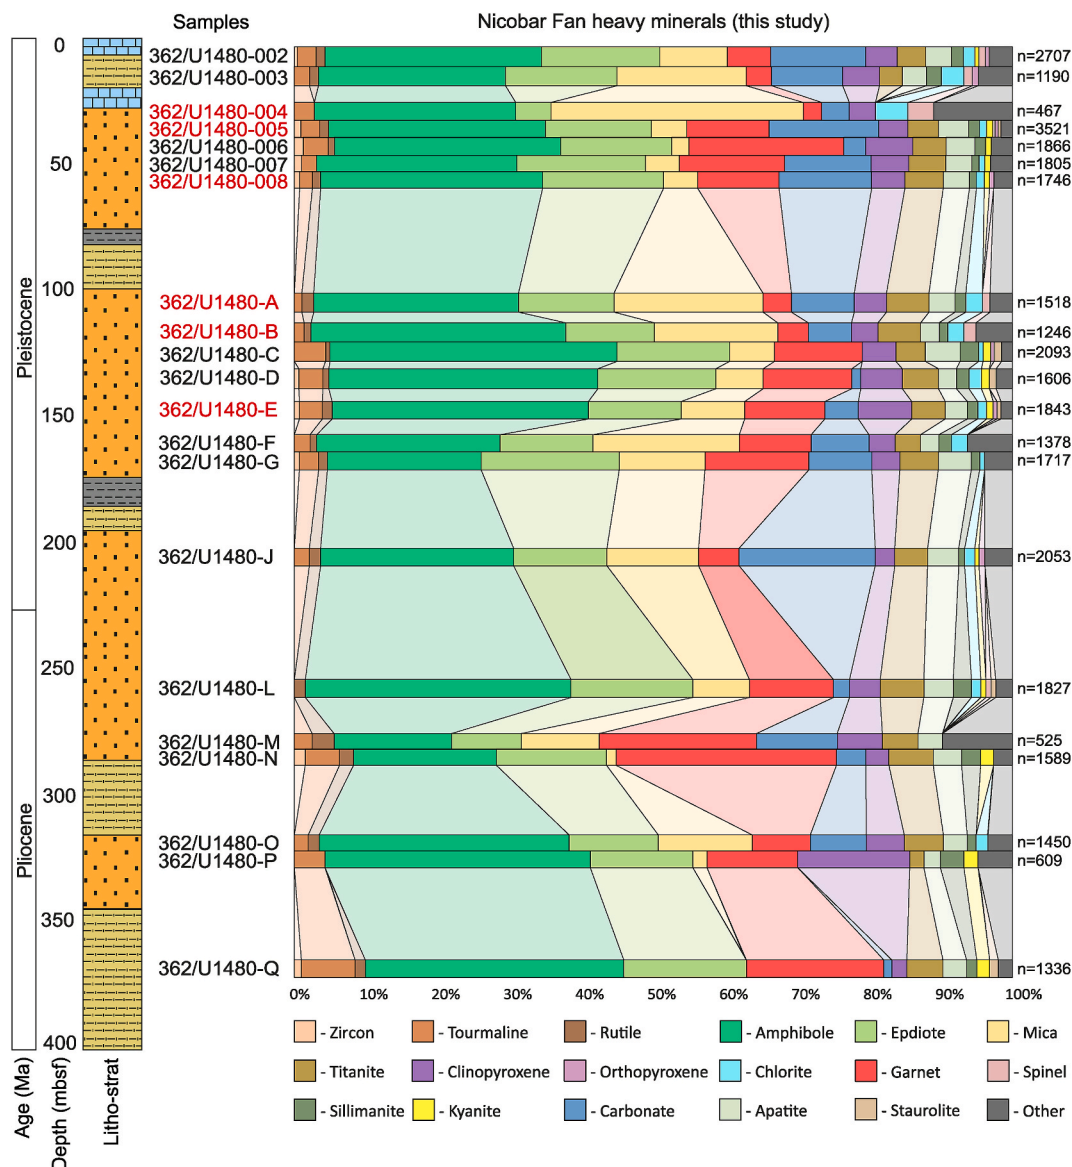 Samples
Nicobar Fan heavy minerals (this study)
0
362/U1480-002
n=2707
362/U1480-003
n=1190
362/U1480-004
n=467
362/U1480-005
n=3521
362/U1480-006
n=1866
50
362/U1480-007
n=1805
362/U1480-008
n=1746
100
362/U1480-A
n=1518
362/U1480-B
n=1246
362/U1480-C
n=2093
362/U1480-D
n=1606
150
362/U1480-E
n=1843
362/U1480-F
n=1378
362/U1480-G
n=1717
200
362/U1480-J
n=2053
250
362/U1480-L
n=1827
362/U1480-M
n=525
362/U1480-N
n=1589
300
362/U1480-O
n=1450
362/U1480-P
n=609
350
362/U1480-Q
n=1336
400
Pleistocene
Pliocene
Age (Ma)
Depth (mbsf)
Litho-strat
0% 10% 20% 30% 40% 50% 60% 70% 80% 90% 100%
- Zircon - Tourmaline - Rutile - Amphibole - Epdiote - Mica
- Titanite - Clinopyroxene - Orthopyroxene - Chlorite - Garnet - Spinel
- Sillimanite - Kyanite - Carbonate - Apatite - Staurolite - Other